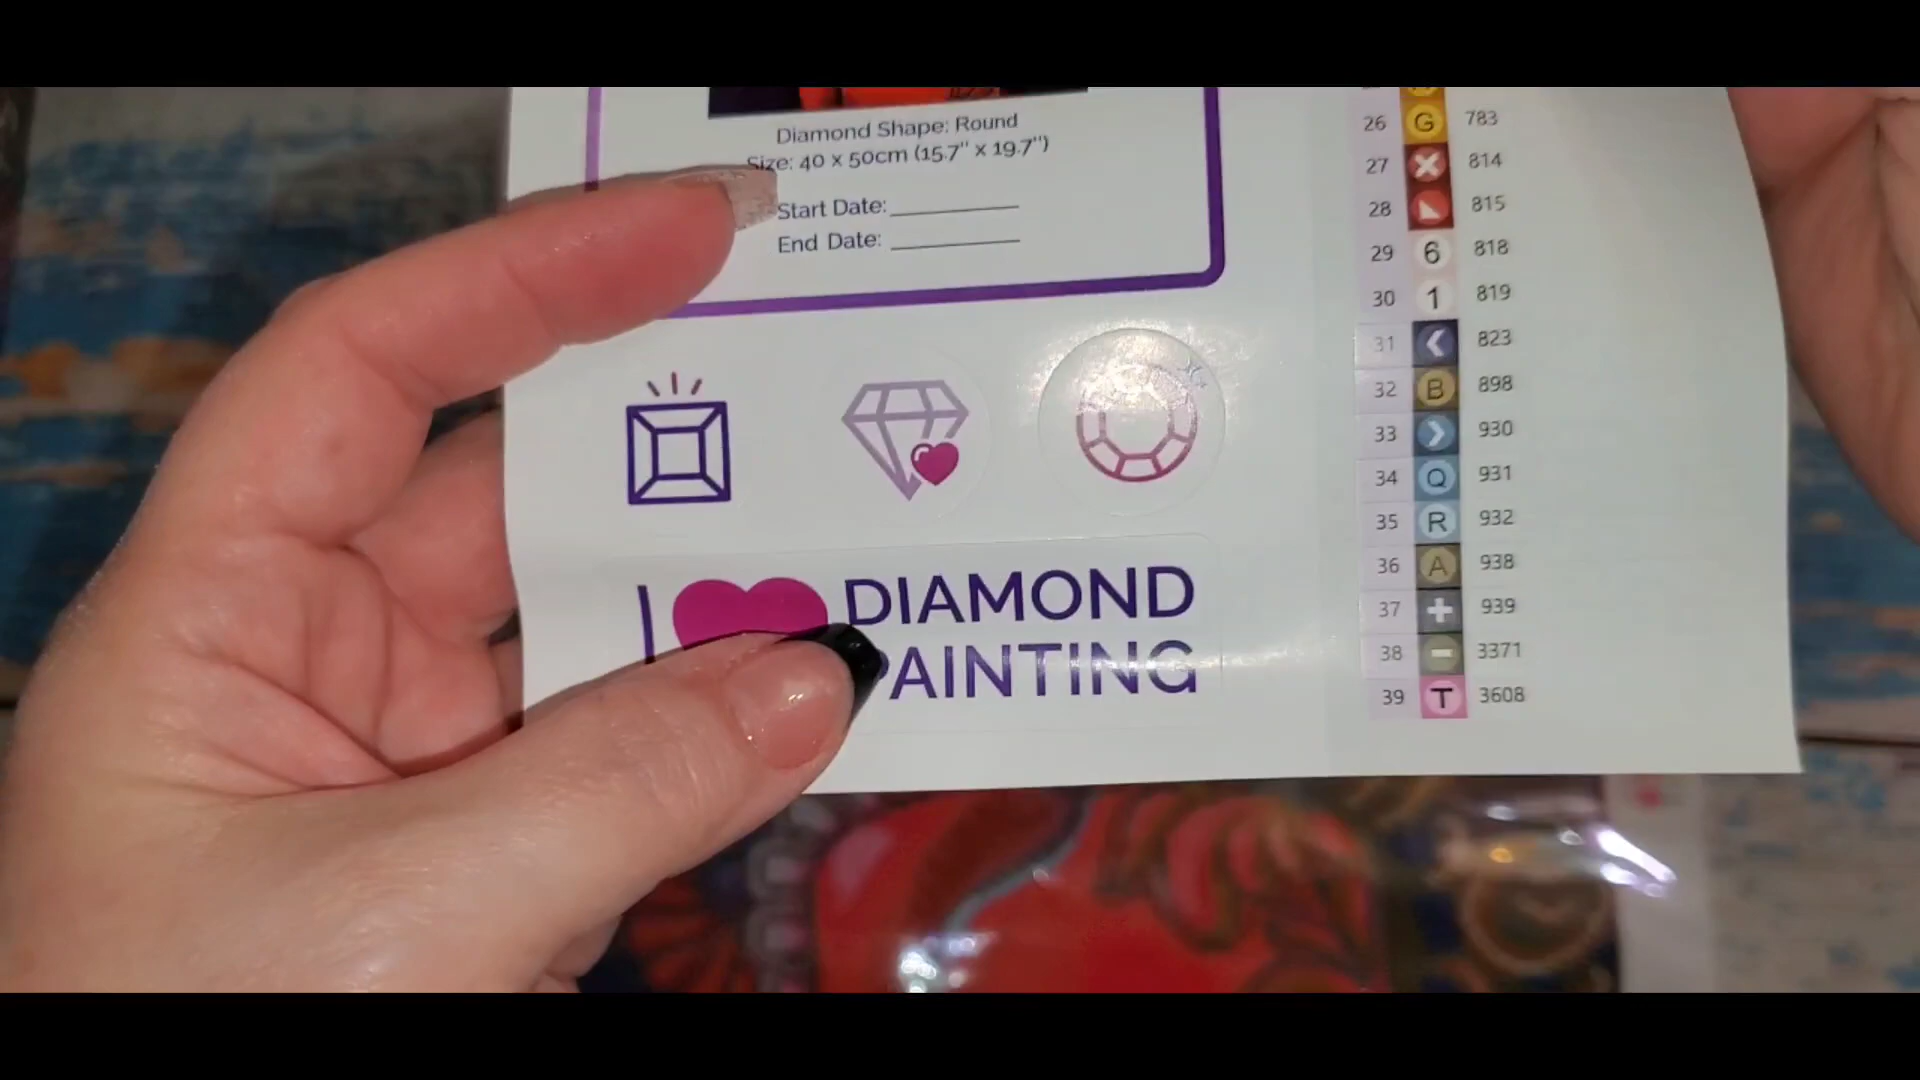 Diamond Shape: Round
Size: 40 x 50cm (15.7" x 19.7")
Start Date:
End Date:
I DIAMOND
PAINTING
26 G 783
27 814
28 815
29 6 818
30 1 819
31 823
32 B 898
33 930
34 Q 931
35 R 932
36 A 938
37 + 939
38 - 3371
39 T 3608